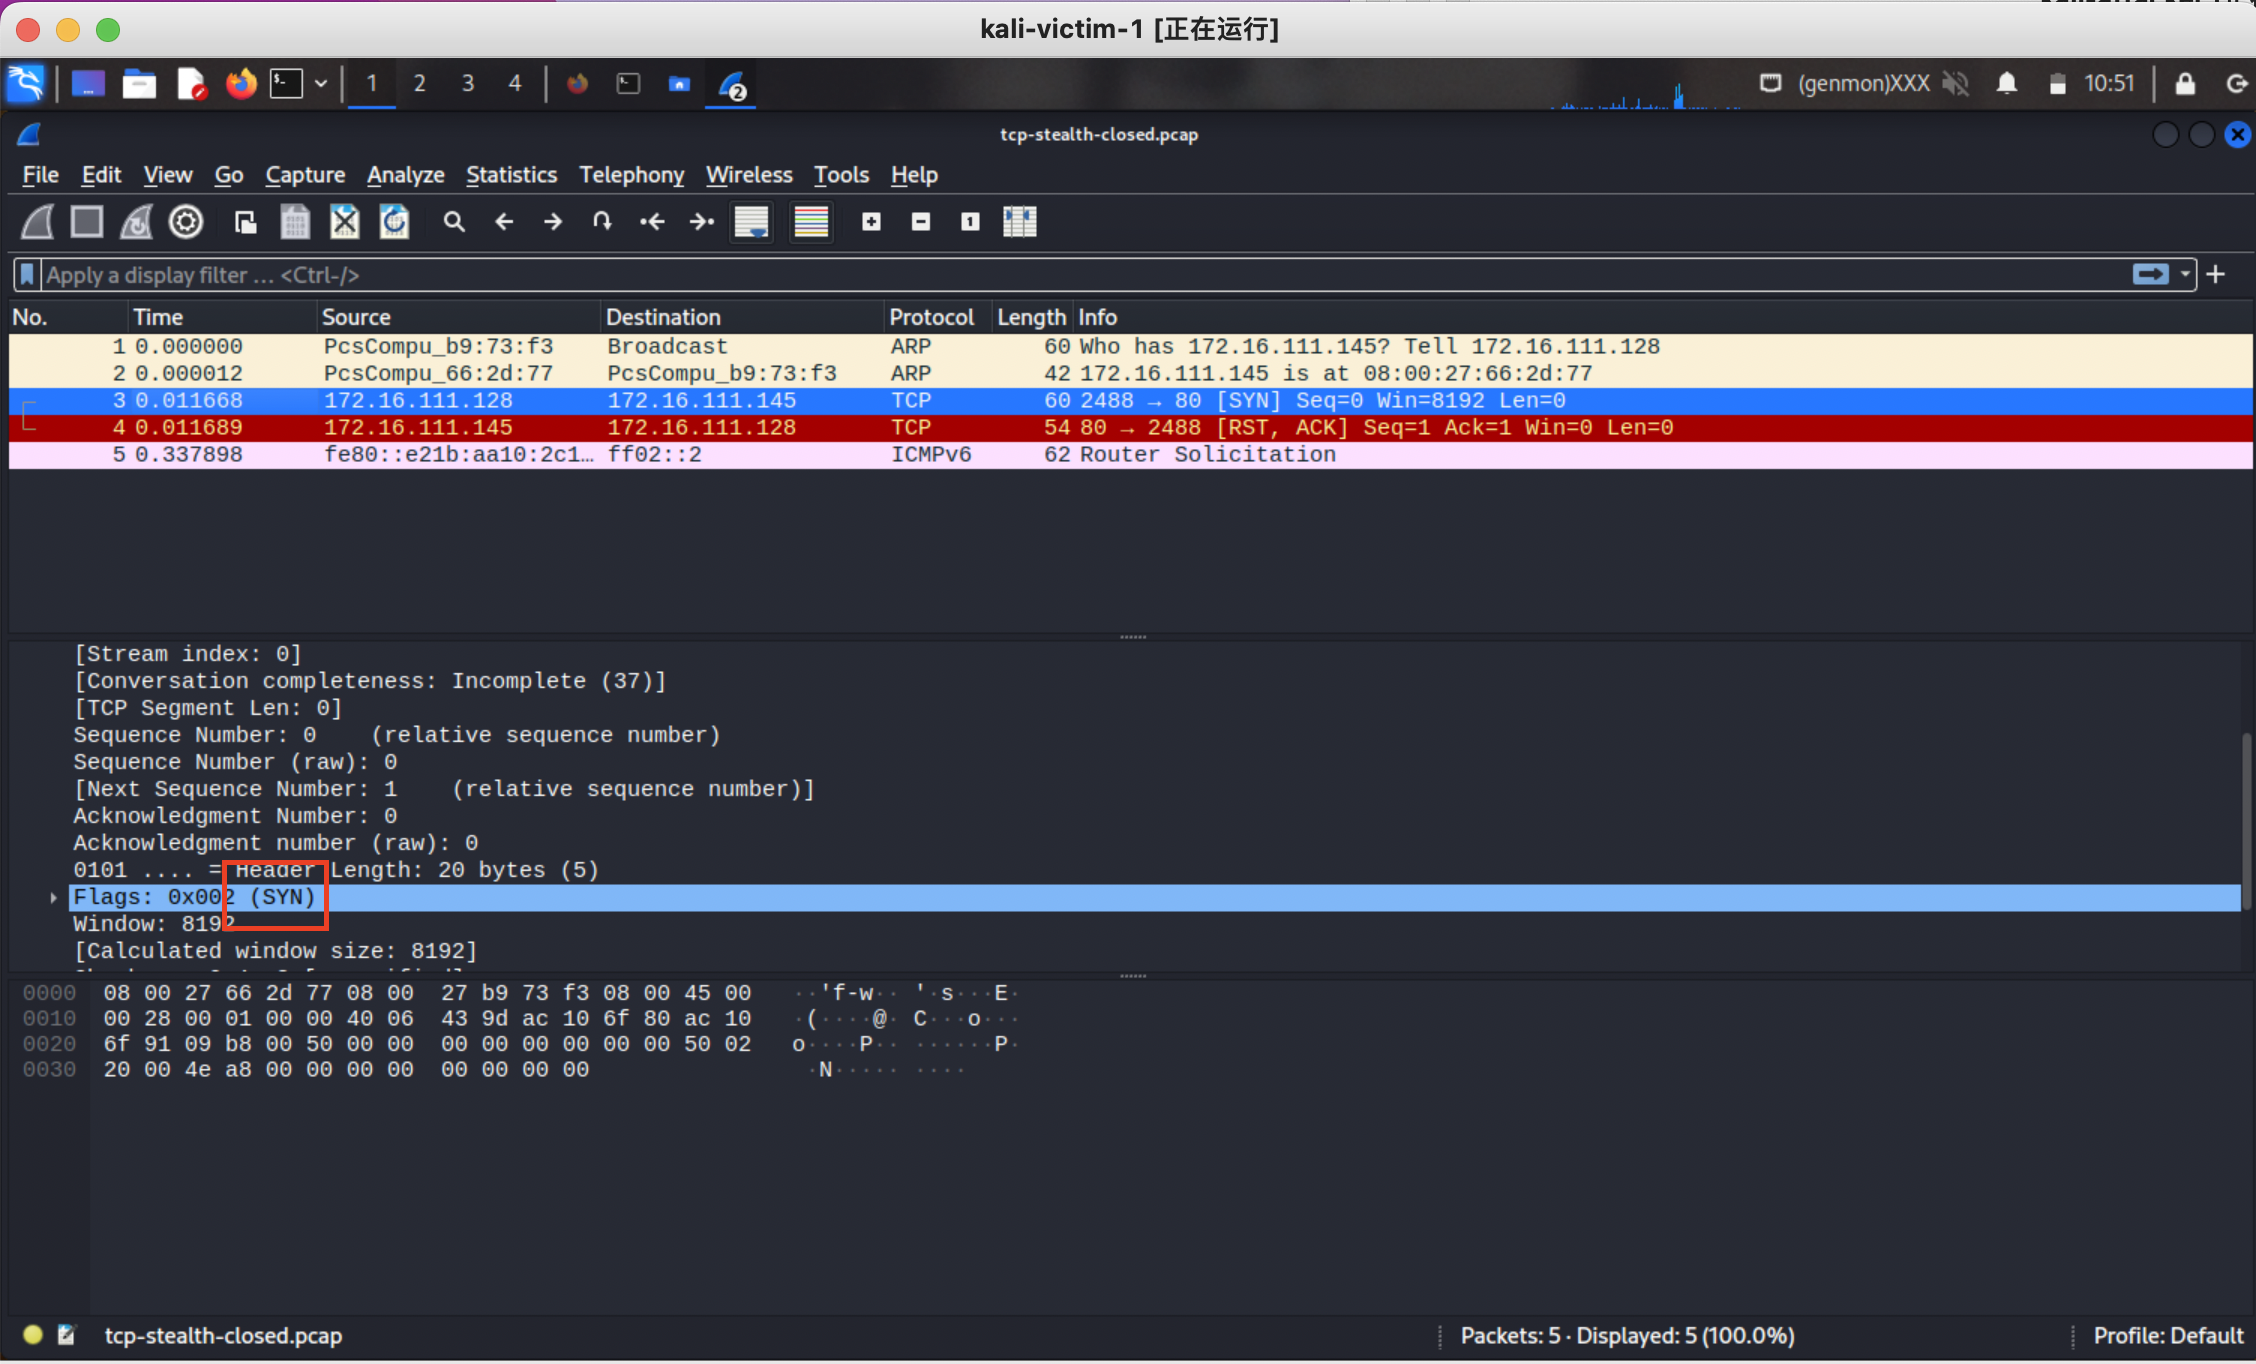 kali-victim-1 [正在运行]
1 2 3 4 2 (genmon)XXX 10:51
tcp-stealth-closed.pcap
File Edit View Go Capture Analyze Statistics Telephony Wireless Tools Help
Apply a display filter … <Ctrl-/>
No. Time Source Destination Protocol Length Info
1 0.000000 PcsCompu_b9:73:f3 Broadcast ARP 60 Who has 172.16.111.145? Tell 172.16.111.128
2 0.000012 PcsCompu_66:2d:77 PcsCompu_b9:73:f3 ARP 42 172.16.111.145 is at 08:00:27:66:2d:77
3 0.011668 172.16.111.128 172.16.111.145 TCP 60 2488 → 80 [SYN] Seq=0 Win=8192 Len=0
4 0.011689 172.16.111.145 172.16.111.128 TCP 54 80 → 2488 [RST, ACK] Seq=1 Ack=1 Win=0 Len=0
5 0.337898 fe80::e21b:aa10:2c1… ff02::2 ICMPv6 62 Router Solicitation
[Stream index: 0]
[Conversation completeness: Incomplete (37)]
[TCP Segment Len: 0]
Sequence Number: 0 (relative sequence number)
Sequence Number (raw): 0
[Next Sequence Number: 1 (relative sequence number)]
Acknowledgment Number: 0
Acknowledgment number (raw): 0
0101 .... = Header Length: 20 bytes (5)
Flags: 0x002 (SYN)
Window: 8192
[Calculated window size: 8192]
0000 08 00 27 66 2d 77 08 00 27 b9 73 f3 08 00 45 00 ··'f-w·· '·s···E·
0010 00 28 00 01 00 00 40 06 43 9d ac 10 6f 80 ac 10 ·(····@· C···o···
0020 6f 91 09 b8 00 50 00 00 00 00 00 00 00 00 50 02 o····P·· ······P·
0030 20 00 4e a8 00 00 00 00 00 00 00 00 ·N····· ····
tcp-stealth-closed.pcap
Packets: 5 · Displayed: 5 (100.0%)
Profile: Default